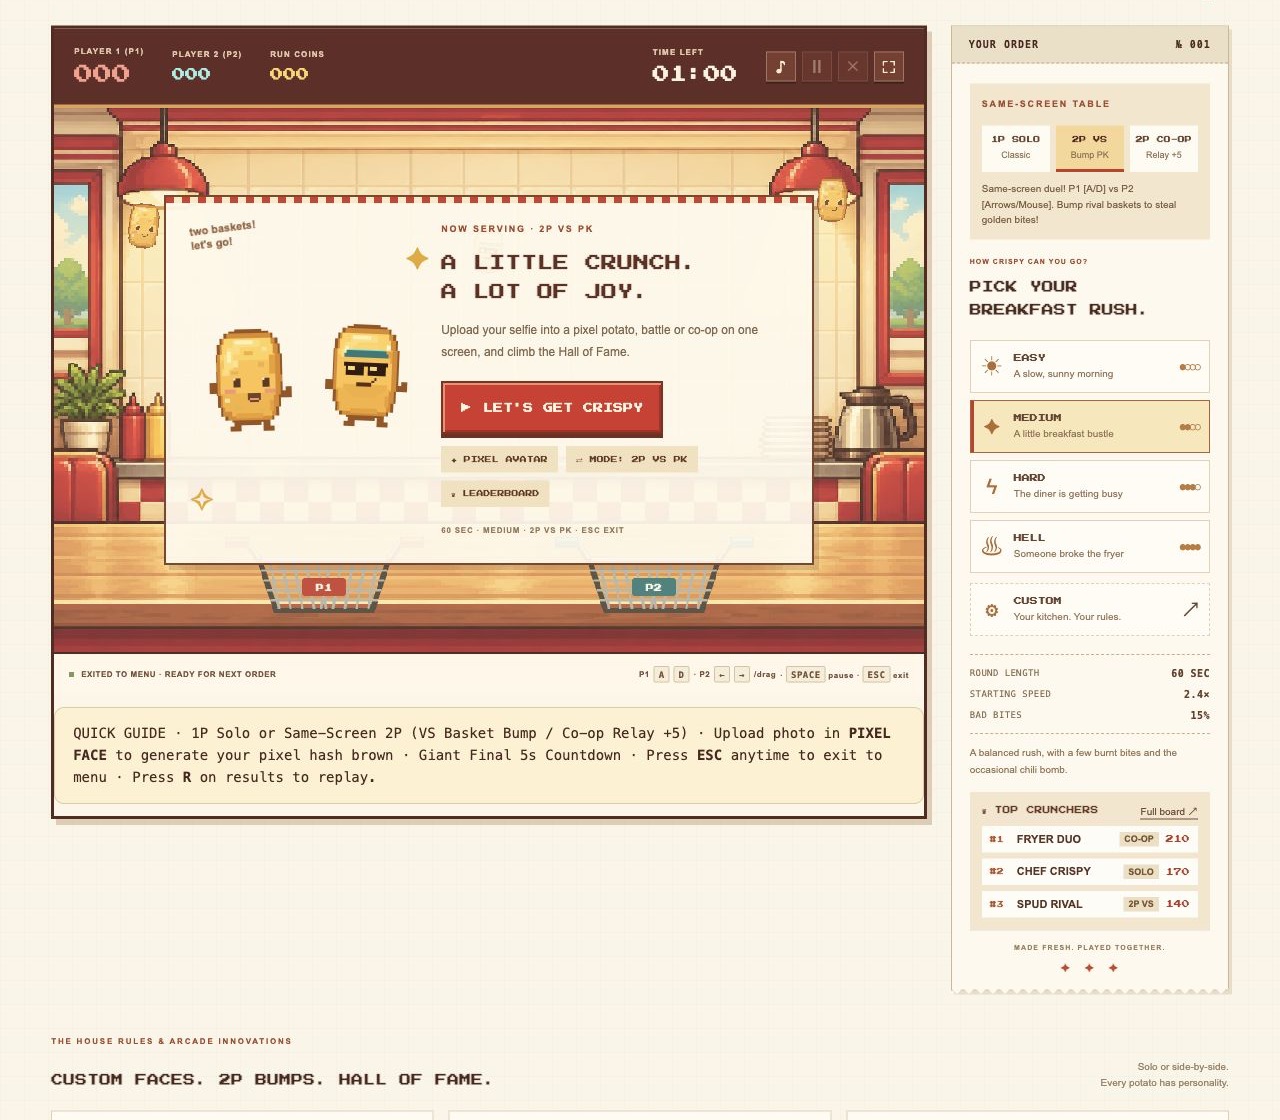 PLAYER 1 (P1)
000
PLAYER 2 (P2)
000
RUN COINS
000
TIME LEFT
01:00
two baskets!
let's go!
NOW SERVING · 2P VS PK
A LITTLE CRUNCH.
A LOT OF JOY.
Upload your selfie into a pixel potato, battle or co-op on one
screen, and climb the Hall of Fame.
LET'S GET CRISPY
PIXEL AVATAR
MODE: 2P VS PK
LEADERBOARD
60 SEC · MEDIUM · 2P VS PK · ESC EXIT
P1
P2
EXITED TO MENU · READY FOR NEXT ORDER
P1 A D · P2 ← → /drag · SPACE pause · ESC exit
QUICK GUIDE · 1P Solo or Same-Screen 2P (VS Basket Bump / Co-op Relay +5) · Upload photo in PIXEL
FACE to generate your pixel hash brown · Giant Final 5s Countdown · Press ESC anytime to exit to
menu · Press R on results to replay.
YOUR ORDER
№ 001
SAME-SCREEN TABLE
1P SOLO
Classic
2P VS
Bump PK
2P CO-OP
Relay +5
Same-screen duel! P1 [A/D] vs P2
[Arrows/Mouse]. Bump rival baskets to steal
golden bites!
HOW CRISPY CAN YOU GO?
PICK YOUR
BREAKFAST RUSH.
EASY
A slow, sunny morning
MEDIUM
A little breakfast bustle
HARD
The diner is getting busy
HELL
Someone broke the fryer
CUSTOM
Your kitchen. Your rules.
ROUND LENGTH 60 SEC
STARTING SPEED 2.4×
BAD BITES 15%
A balanced rush, with a few burnt bites and the
occasional chili bomb.
TOP CRUNCHERS
Full board ↗
#1 FRYER DUO CO-OP 210
#2 CHEF CRISPY SOLO 170
#3 SPUD RIVAL 2P VS 140
MADE FRESH. PLAYED TOGETHER.
THE HOUSE RULES & ARCADE INNOVATIONS
CUSTOM FACES. 2P BUMPS. HALL OF FAME.
Solo or side-by-side.
Every potato has personality.